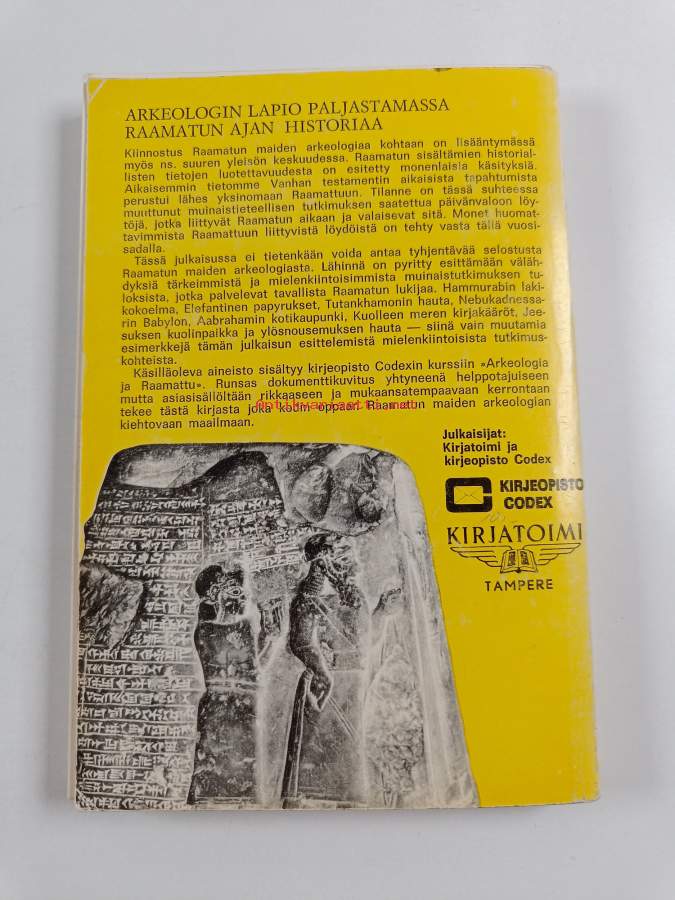 ARKEOLOGIN LAPIO PALJASTAMASSA
RAAMATUN AJAN HISTORIAA
Kiinnostus Raamatun maiden arkeologiaa kohtaan on lisääntymässä
myös ns. suuren yleisön keskuudessa. Raamatun sisältämien historial-
listen tietojen luotettavuudesta on esitetty monenlaisia käsityksiä.
Aikaisemmin tietomme Vanhan testamentin aikaisista tapahtumista
perustui lähes yksinomaan Raamattuun. Tilanne on tässä suhteessa
muuttunut muinaistieteellisen tutkimuksen saatettua päivänvaloon löy-
töjä, jotka liittyvät Raamatun aikaan ja valaisevat sitä. Monet huomat-
tavimmista Raamattuun liittyvistä löydöistä on tehty vasta tällä vuosi-
sadalla.
Tässä julkaisussa ei tietenkään voida antaa tyhjentävää selostusta
Raamatun maiden arkeologiasta. Lähinnä on pyritty esittämään väläh-
dyksiä tärkeimmistä ja mielenkiintoisimmista muinaistutkimuksen tu-
loksista, jotka palvelevat tavallista Raamatun lukijaa. Hammurabin laki-
kokoelma, Elefantinen papyrukset, Tutankhamonin hauta, Nebukadnessa-
rin Babylon, Aabrahamin kotikaupunki, Kuolleen meren kirjakääröt, Jee-
suksen kuolinpaikka ja ylösnousemuksen hauta — siinä vain muutamia
esimerkkejä tämän julkaisun esittelemistä mielenkiintoisista tutkimus-
kohteista.
Käsilläoleva aineisto sisältyy kirjeopisto Codexin kurssiin »Arkeologia
ja Raamattu». Runsas dokumenttikuvitus yhtyneenä helppotajuiseen
mutta asiasisällöltään rikkaaseen ja mukaansatempaavaan kerrontaan
tekee tästä kirjasta joka kodin oppaan Raamatun maiden arkeologian
kiehtovaan maailmaan.
Julkaisijat:
Kirjatoimi ja
kirjeopisto Codex
KIRJEOPISTO
CODEX
KIRJATOIMI
TAMPERE